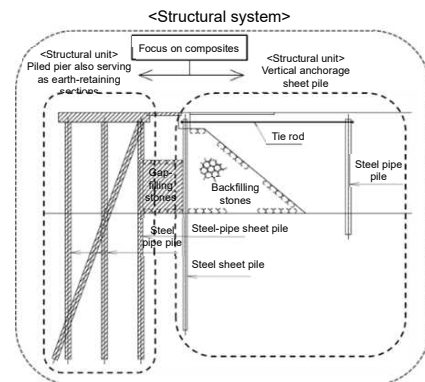 <Structural system>
Focus on composites
<Structural unit>
Piled pier also serving
as earth-retaining
sections
<Structural unit>
Vertical anchorage
sheet pile
Tie rod
Steel pipe
pile
Gap-
filling
stones
Backfilling
stones
Steel
pipe pile
Steel-pipe sheet pile
Steel sheet pile